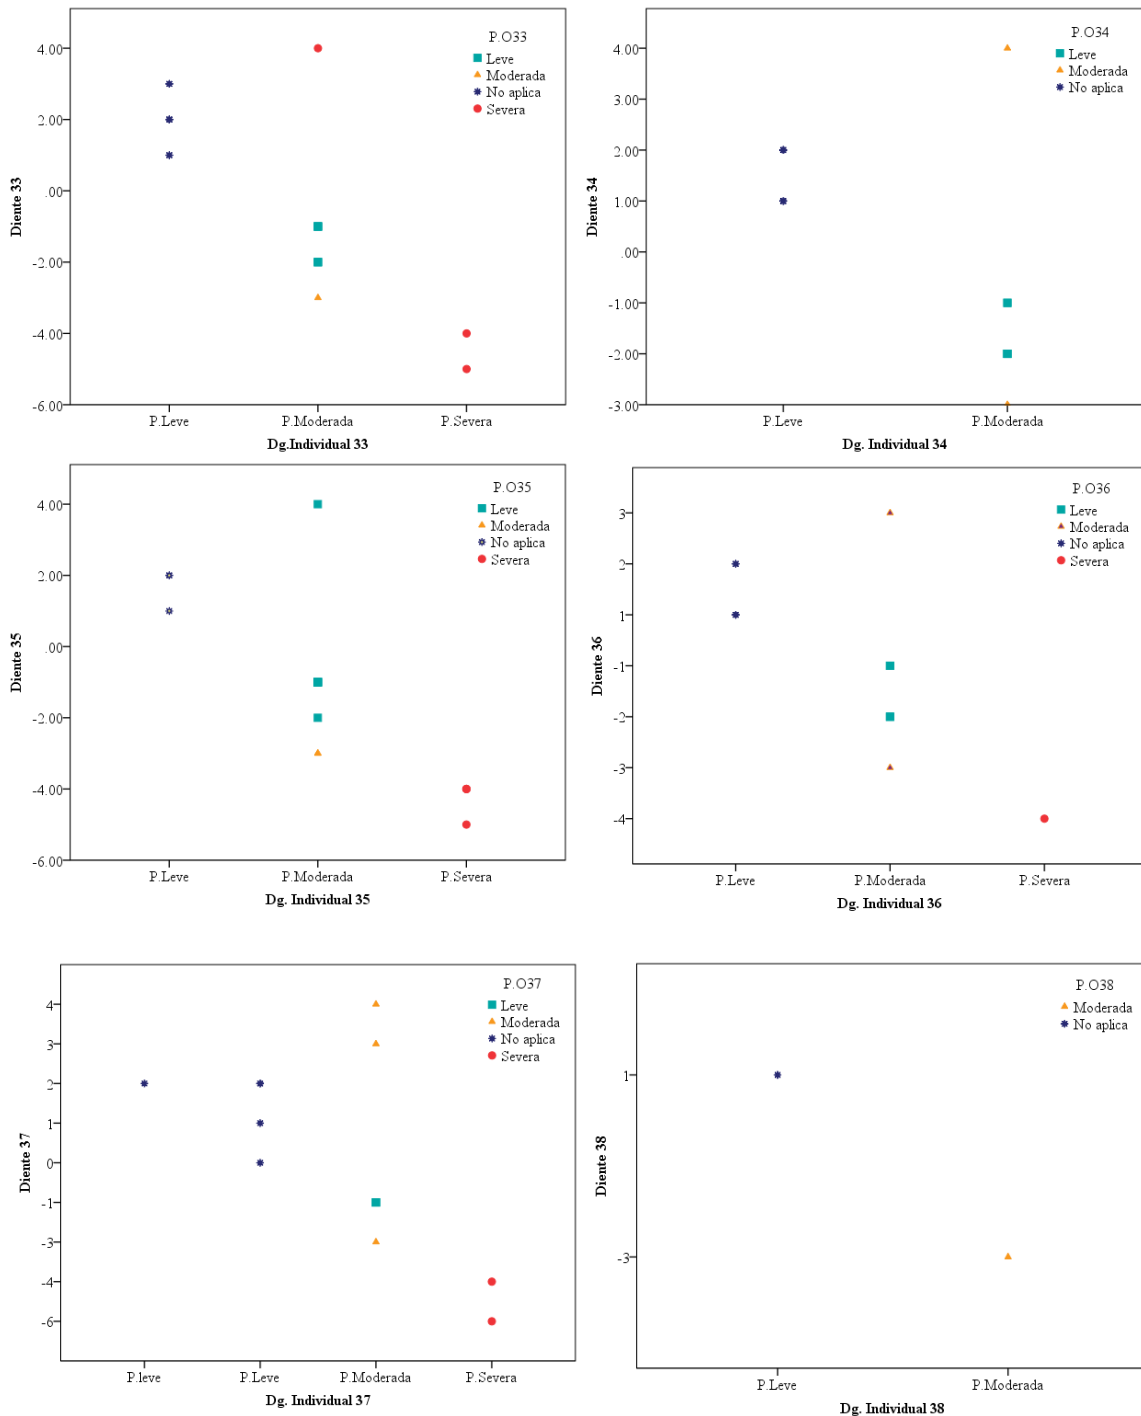 P.O33
Leve
Moderada
No aplica
Severa
4.00
2.00
.00
-2.00
-4.00
-6.00
Diente 33
P.Leve P.Moderada P.Severa
Dg.Individual 33
P.O34
Leve
Moderada
No aplica
4.00
3.00
2.00
1.00
.00
-1.00
-2.00
-3.00
Diente 34
P.Leve P.Moderada
Dg.Individual 34
P.O35
Leve
Moderada
No aplica
Severa
4.00
2.00
.00
-2.00
-4.00
-6.00
Diente 35
P.Leve P.Moderada P.Severa
Dg. Individual 35
P.O36
Leve
Moderada
No aplica
Severa
3
2
1
-1
-2
-3
-4
Diente 36
P.Leve P.Moderada P.Severa
Dg. Individual 36
P.O37
Leve
Moderada
No aplica
Severa
4
3
2
1
0
-1
-3
-4
-6
Diente 37
P.leve P.Leve P.Moderada P.Severa
Dg. Individual 37
P.O38
Moderada
No aplica
1
-3
Diente 38
P.Leve P.Moderada
Dg. Individual 38